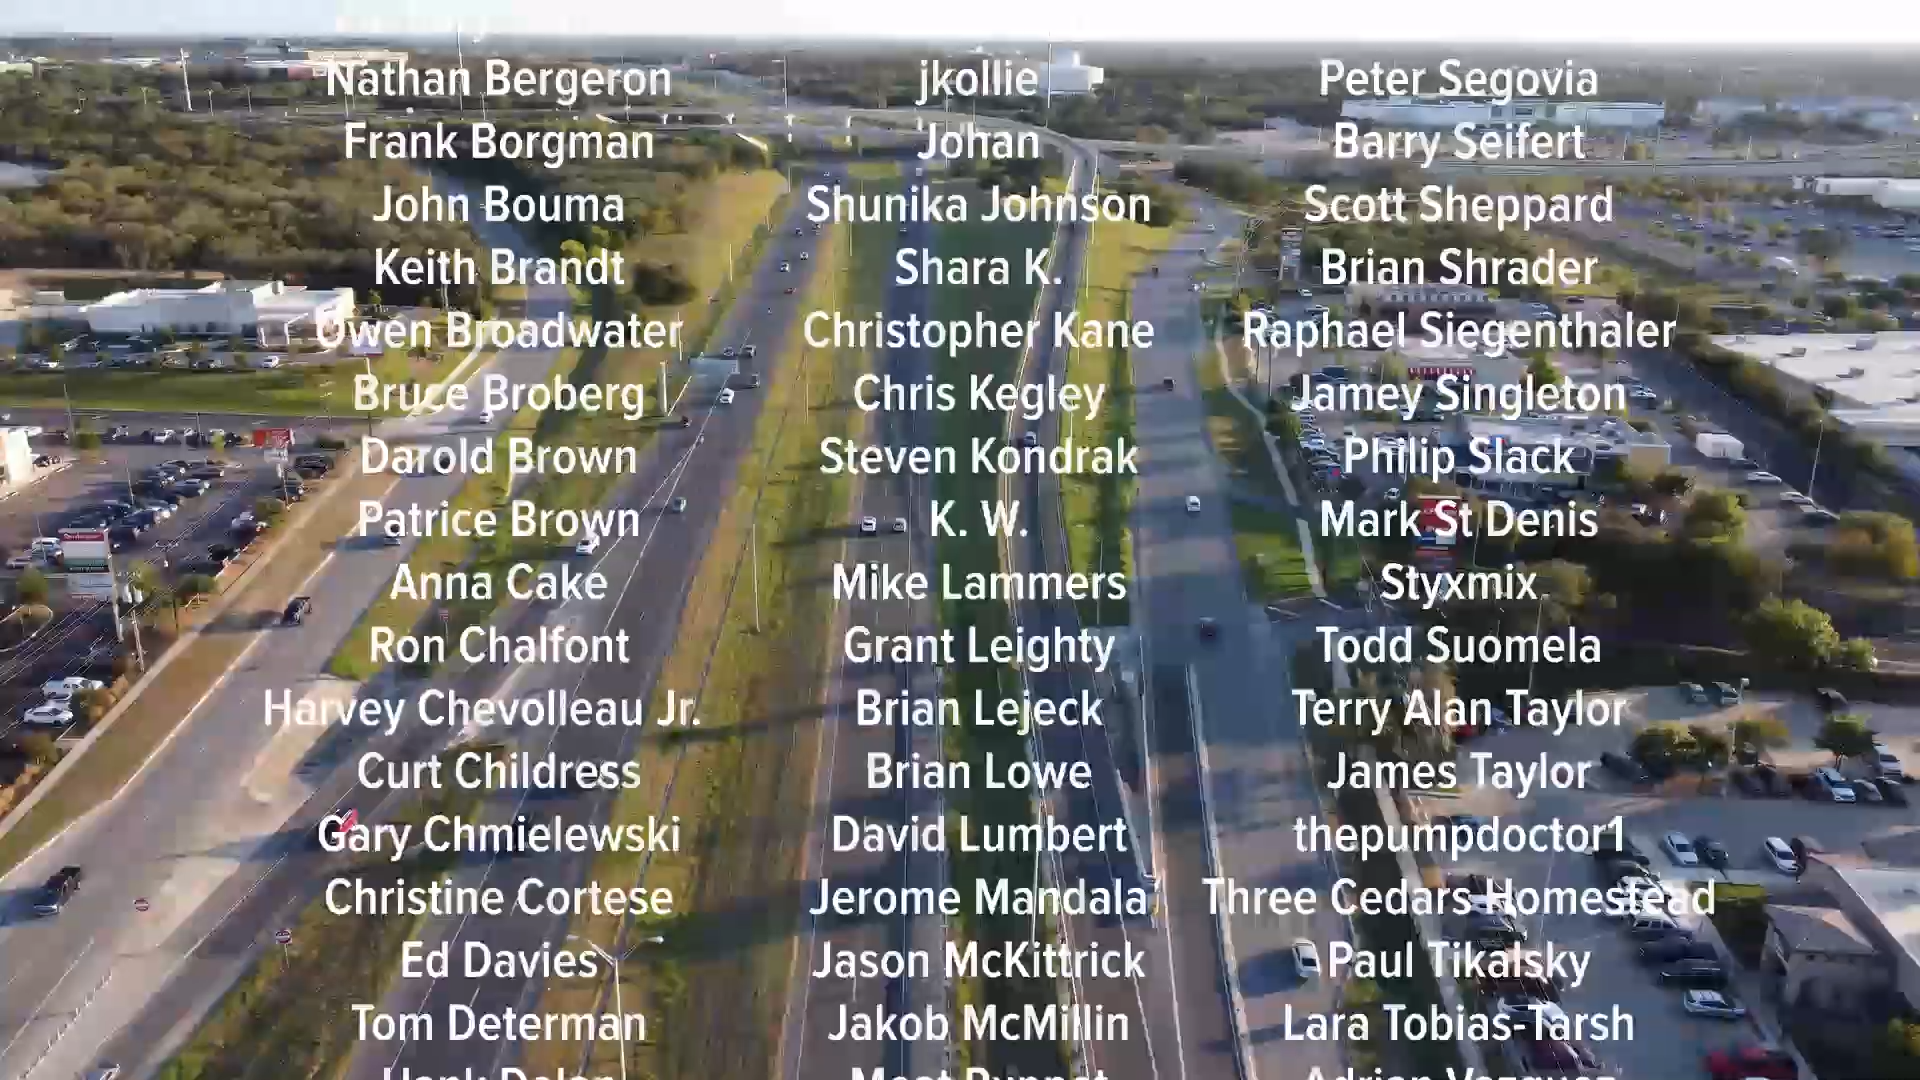 Nathan Bergeron
Frank Borgman
John Bouma
Keith Brandt
Owen Broadwater
Bruce Broberg
Darold Brown
Patrice Brown
Anna Cake
Ron Chalfont
Harvey Chevolleau Jr.
Curt Childress
Gary Chmielewski
Christine Cortese
Ed Davies
Tom Determan
jkollie
Johan
Shunika Johnson
Shara K.
Christopher Kane
Chris Kegley
Steven Kondrak
K. W.
Mike Lammers
Grant Leighty
Brian Lejeck
Brian Lowe
David Lumbert
Jerome Mandala
Jason McKittrick
Jakob McMillin
Peter Segovia
Barry Seifert
Scott Sheppard
Brian Shrader
Raphael Siegenthaler
Jamey Singleton
Philip Slack
Mark St Denis
Styxmix
Todd Suomela
Terry Alan Taylor
James Taylor
thepumpdoctor1
Three Cedars Homestead
Paul Tikalsky
Lara Tobias-Tarsh